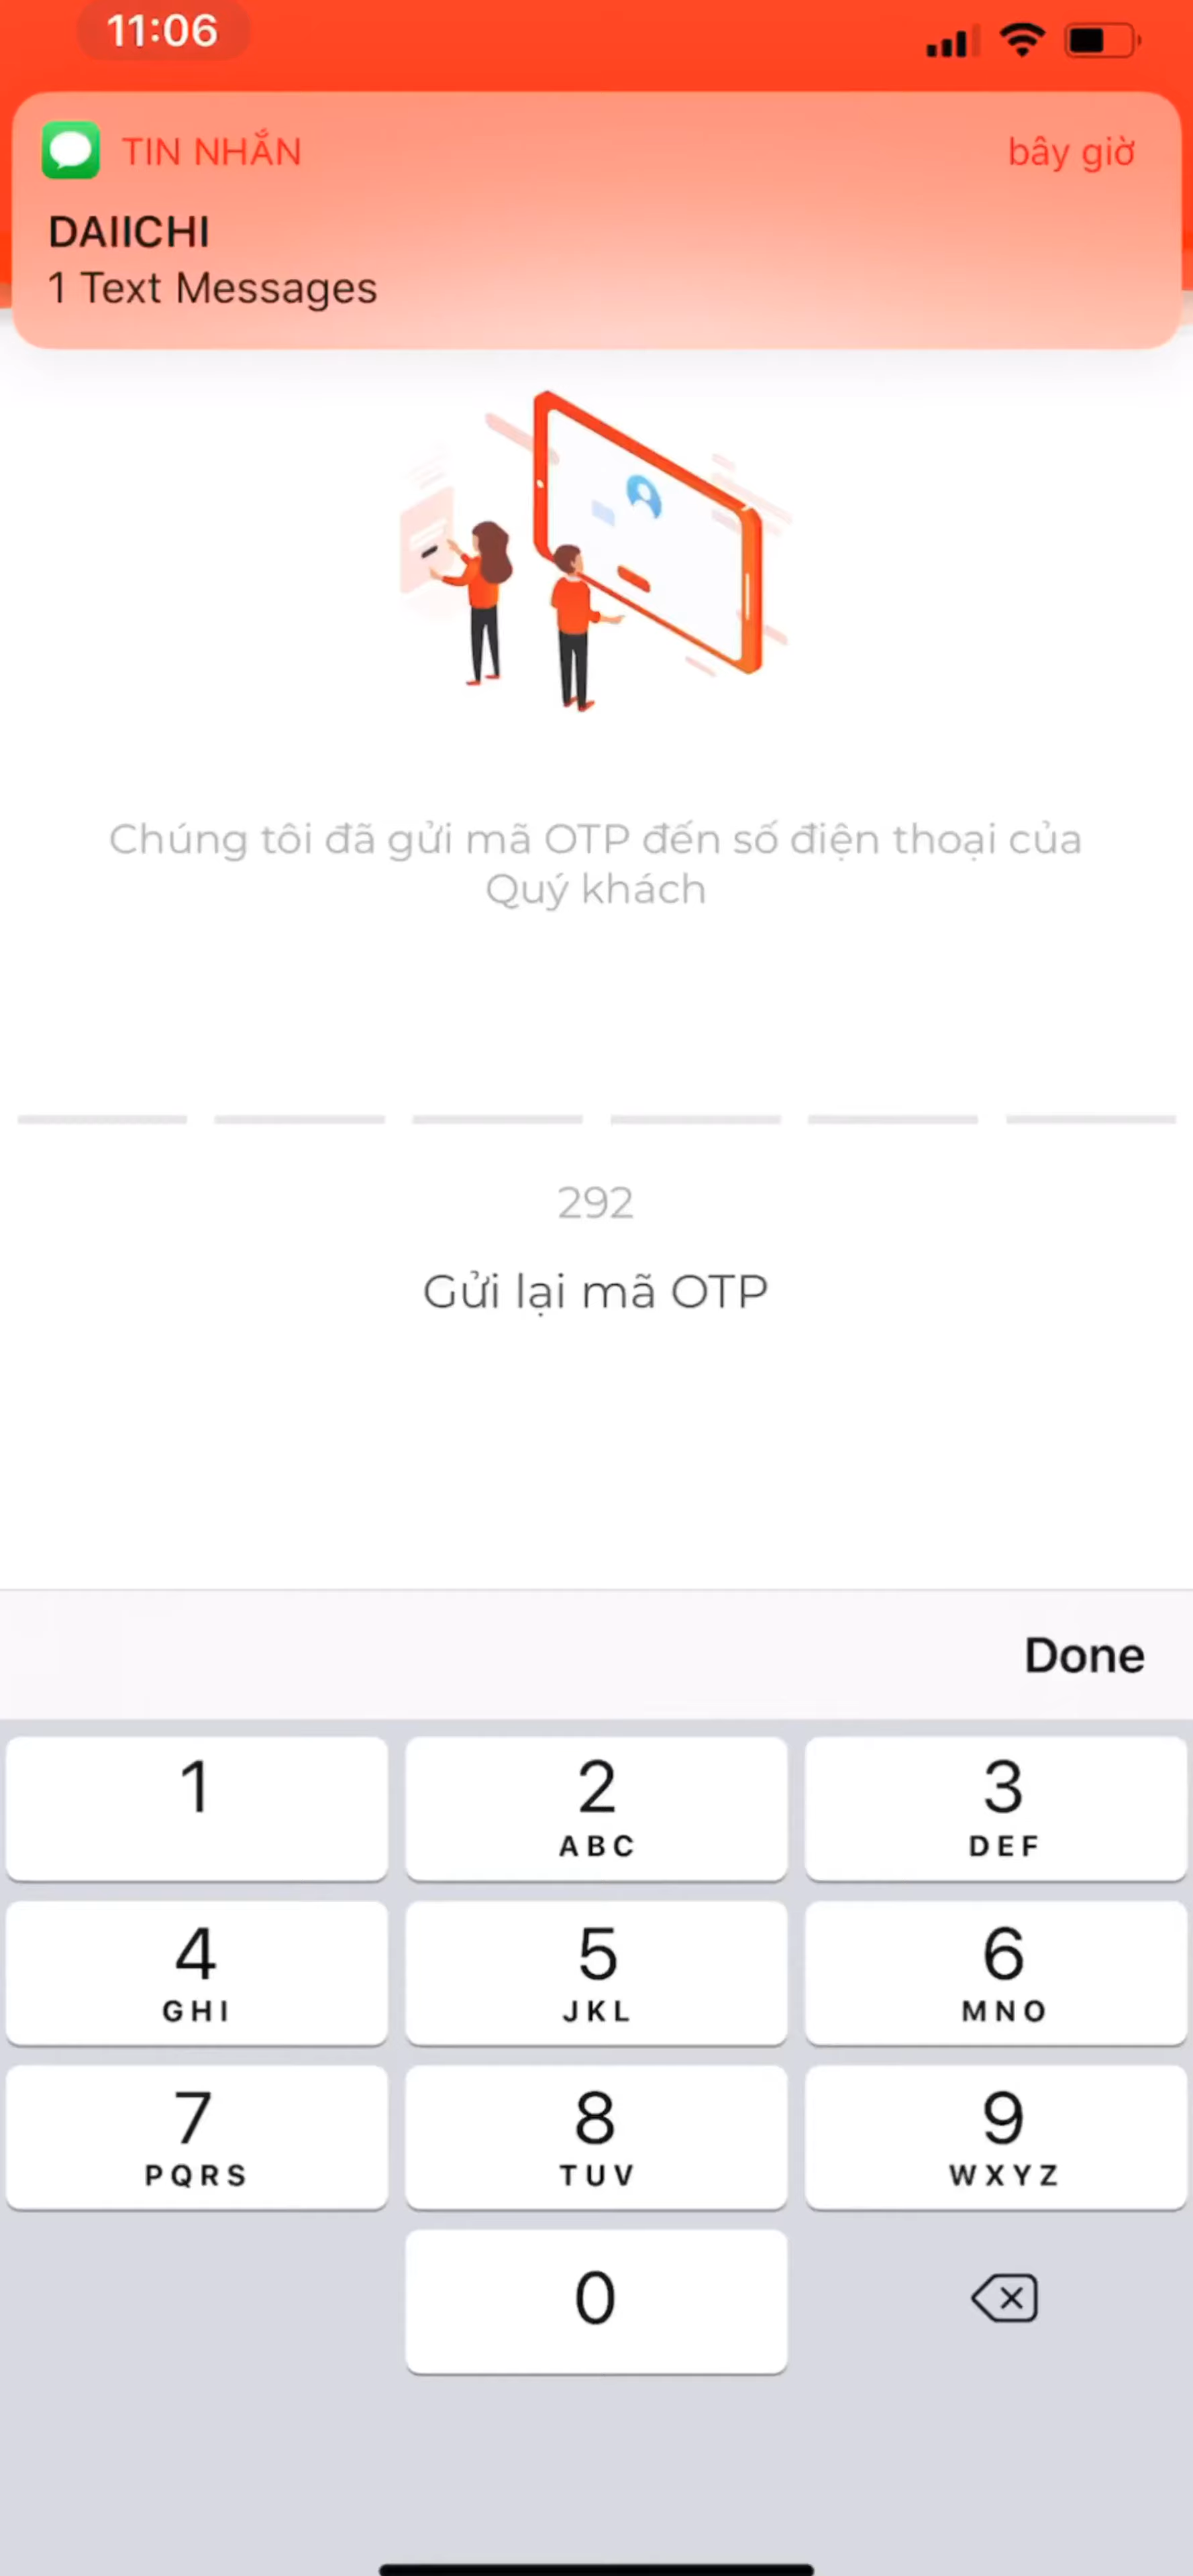 11:06
TIN NHẮN
bây giờ
DAIICHI
1 Text Messages
Chúng tôi đã gửi mã OTP đến số điện thoại của
Quý khách
292
Gửi lại mã OTP
Done
1
2
ABC
3
DEF
4
GHI
5
JKL
6
MNO
7
PQRS
8
TUV
9
WXYZ
0